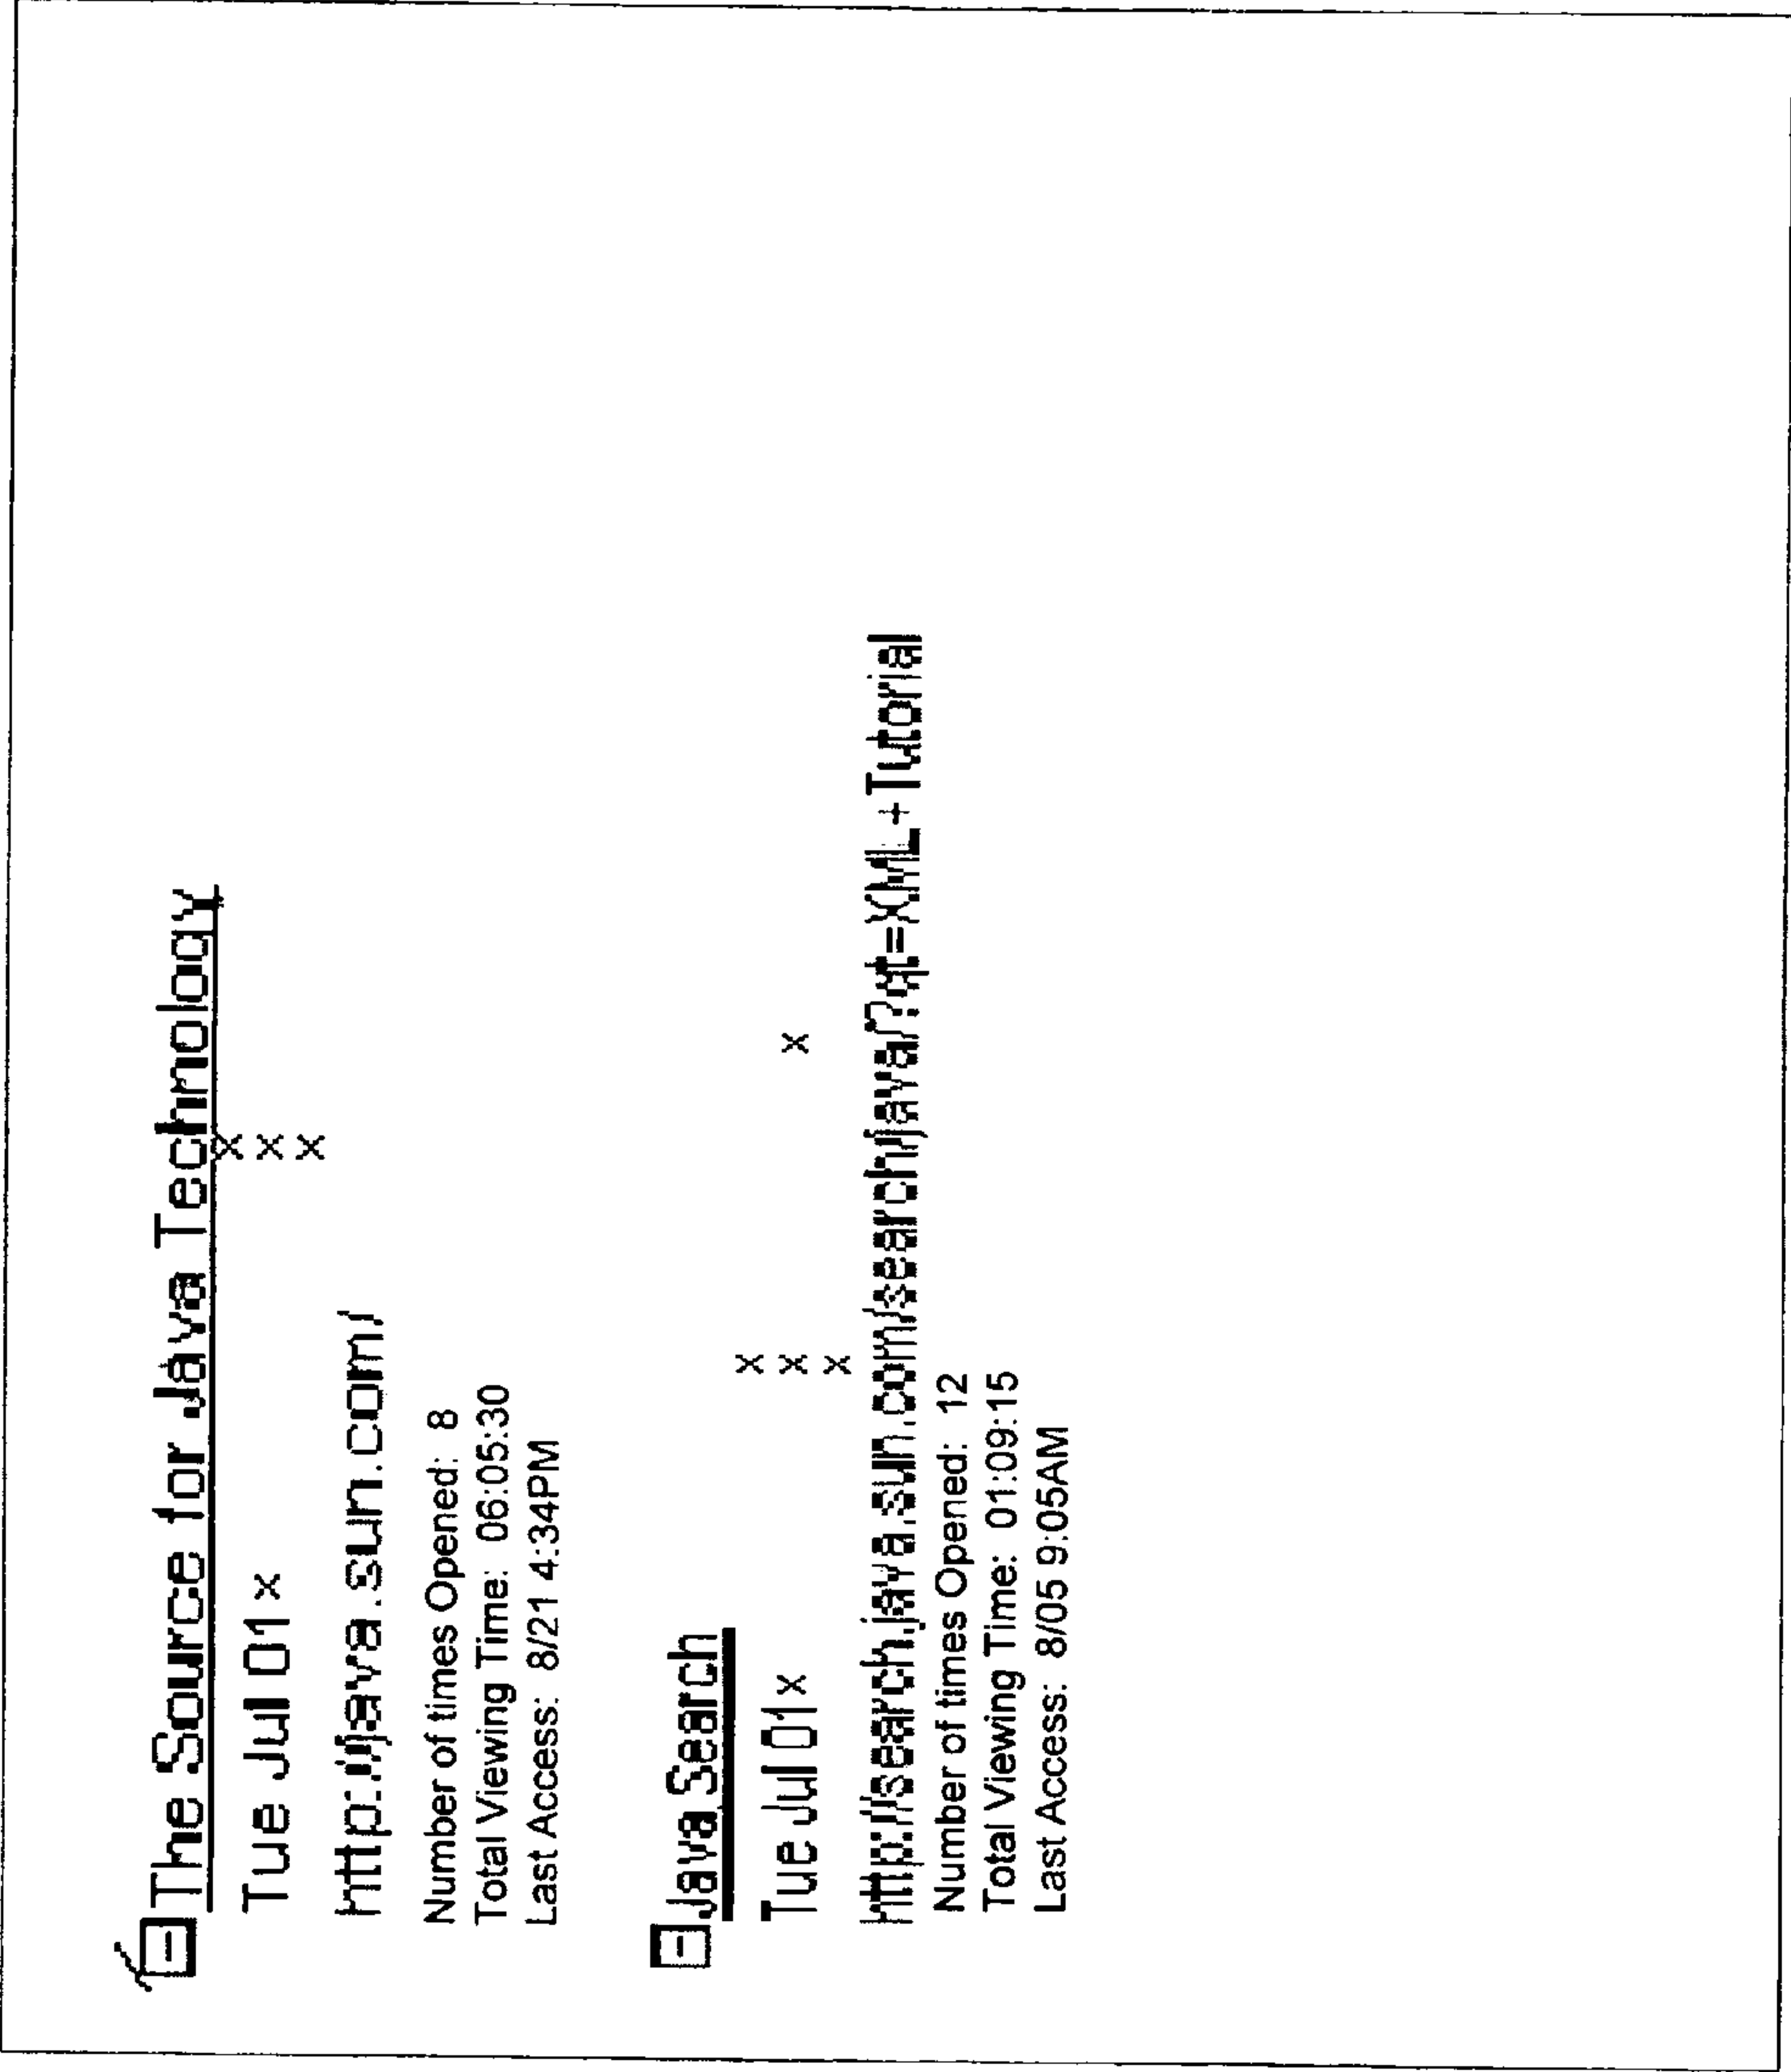 The Source for Java Technology
x
x
x
Tue Jul 01 x
http://java.sun.com/
Number of times Opened: 8
Total Viewing Time: 06:05:30
Last Access: 8/21 4:34PM
Java Search
x
x x
x
Tue Jul 01 x
http://search.java.sun.com/search/java/?qt=XML+Tutorial
Number of times Opened: 12
Total Viewing Time: 01:09:15
Last Access: 8/05 9:05AM